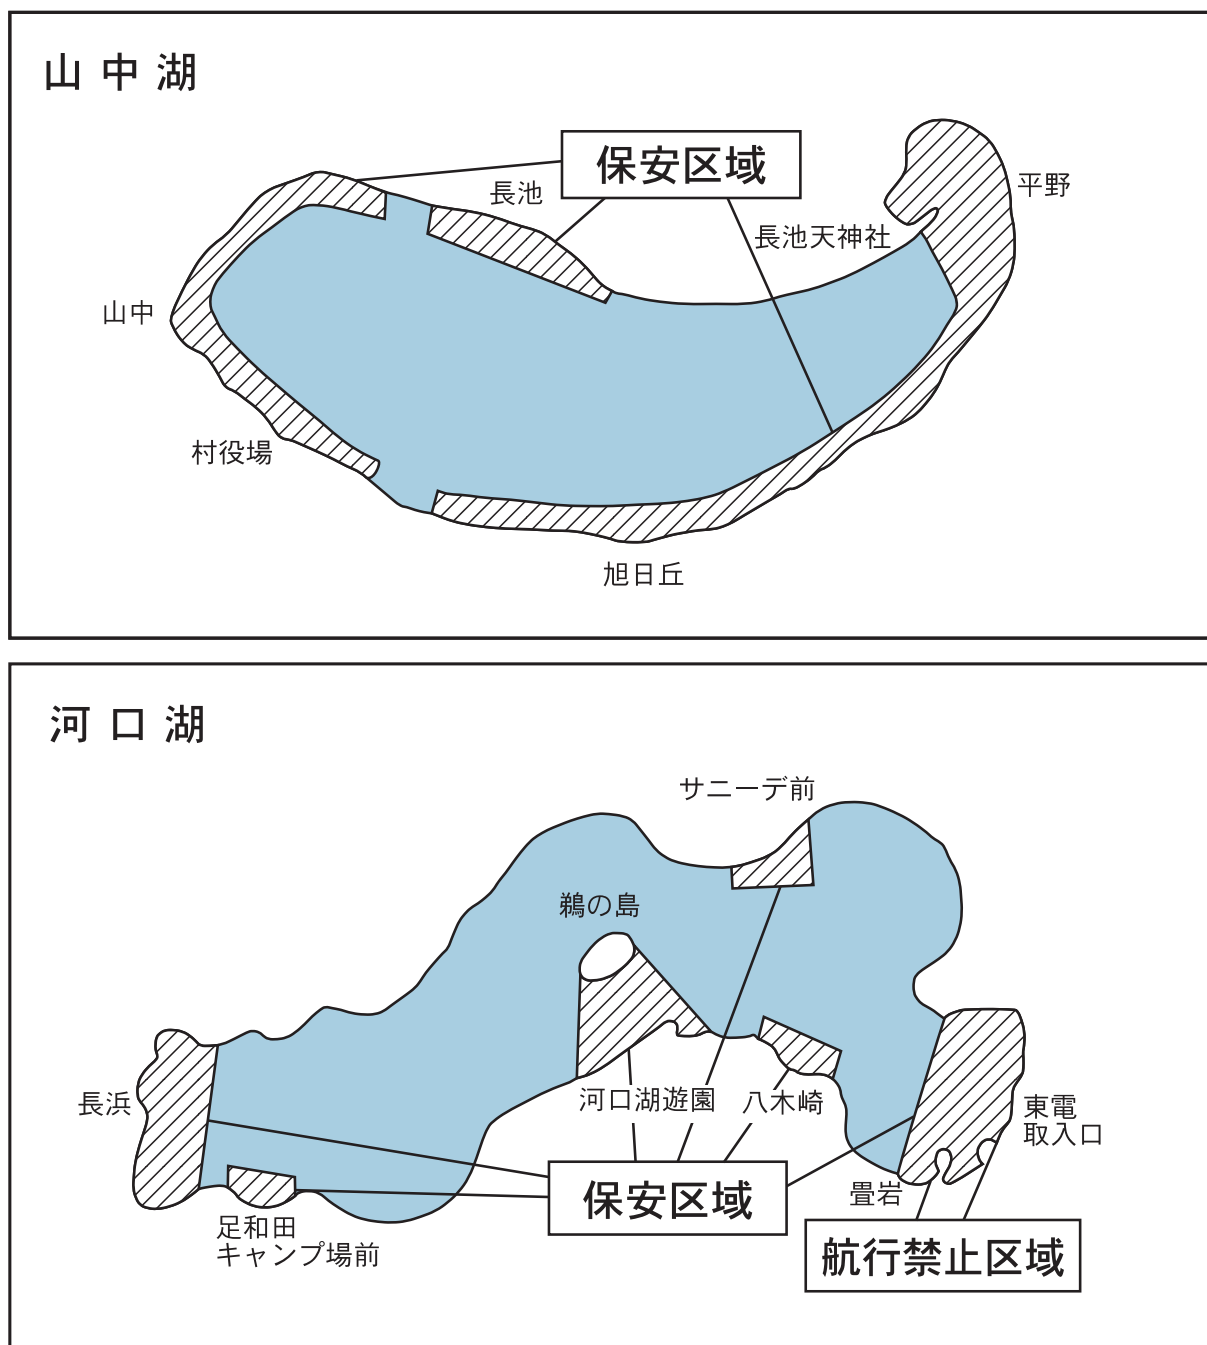 山中湖
保安区域
長池
平野
長池天神社
山中
村役場
旭日丘
河口湖
サニーデ前
鵜の島
長浜
河口湖遊園
八木崎
東電
取入口
保安区域
畳岩
足和田
キャンプ場前
航行禁止区域